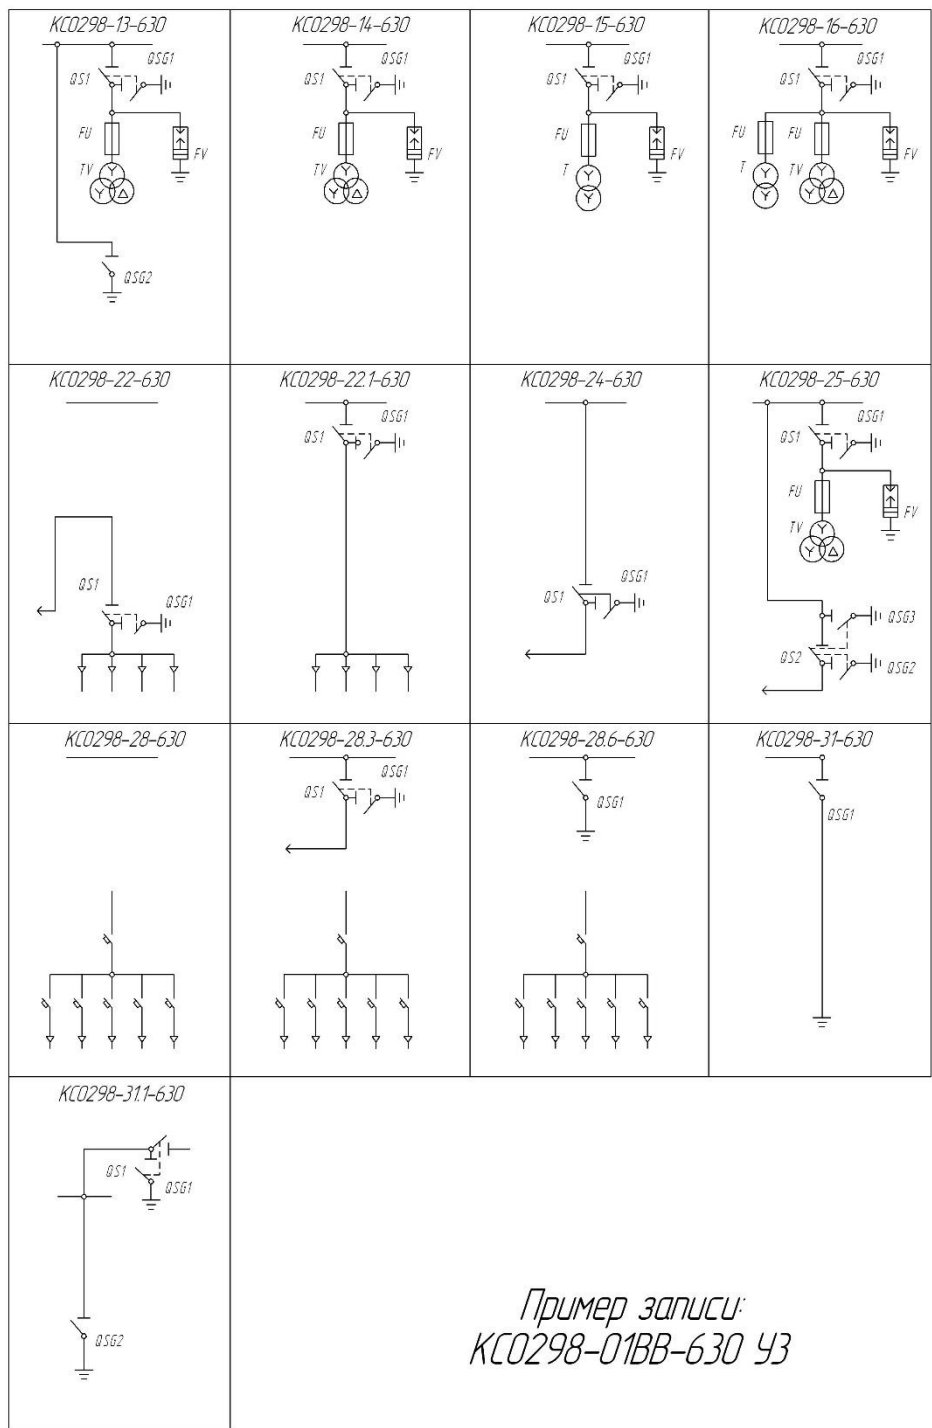 КСО298-13-630
QSG1
QS1
FU
FV
TV
QSG2
КСО298-14-630
QSG1
QS1
FU
FV
TV
КСО298-15-630
QSG1
QS1
FU
FV
T
КСО298-16-630
QSG1
QS1
FU
FU
FV
T
TV
КСО298-22-630
QS1
QSG1
КСО298-22.1-630
QSG1
QS1
КСО298-24-630
QSG1
QS1
КСО298-25-630
QSG1
QS1
FU
FV
TV
QSG3
QS2
QSG2
КСО298-28-630
КСО298-28.3-630
QSG1
QS1
КСО298-28.6-630
QSG1
КСО298-31-630
QSG1
КСО298-31.1-630
QS1
QSG1
QSG2
Пример записи:
КСО298-01ВВ-630 У3